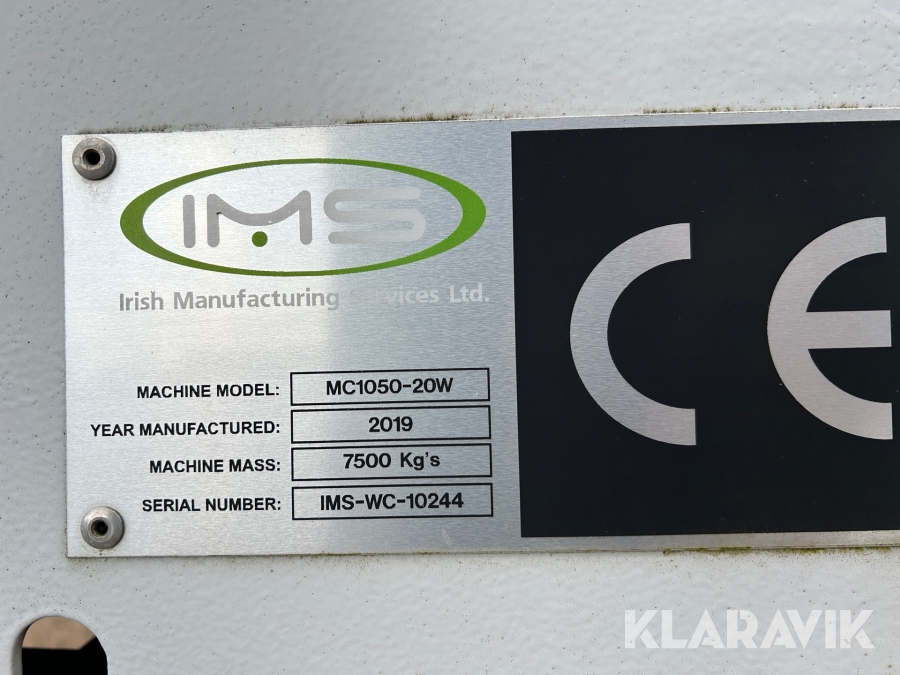 IMS
Irish Manufacturing Services Ltd.
CE
MACHINE MODEL: MC1050-20W
YEAR MANUFACTURED: 2019
MACHINE MASS: 7500 Kg's
SERIAL NUMBER: IMS-WC-10244
KLARAVIK